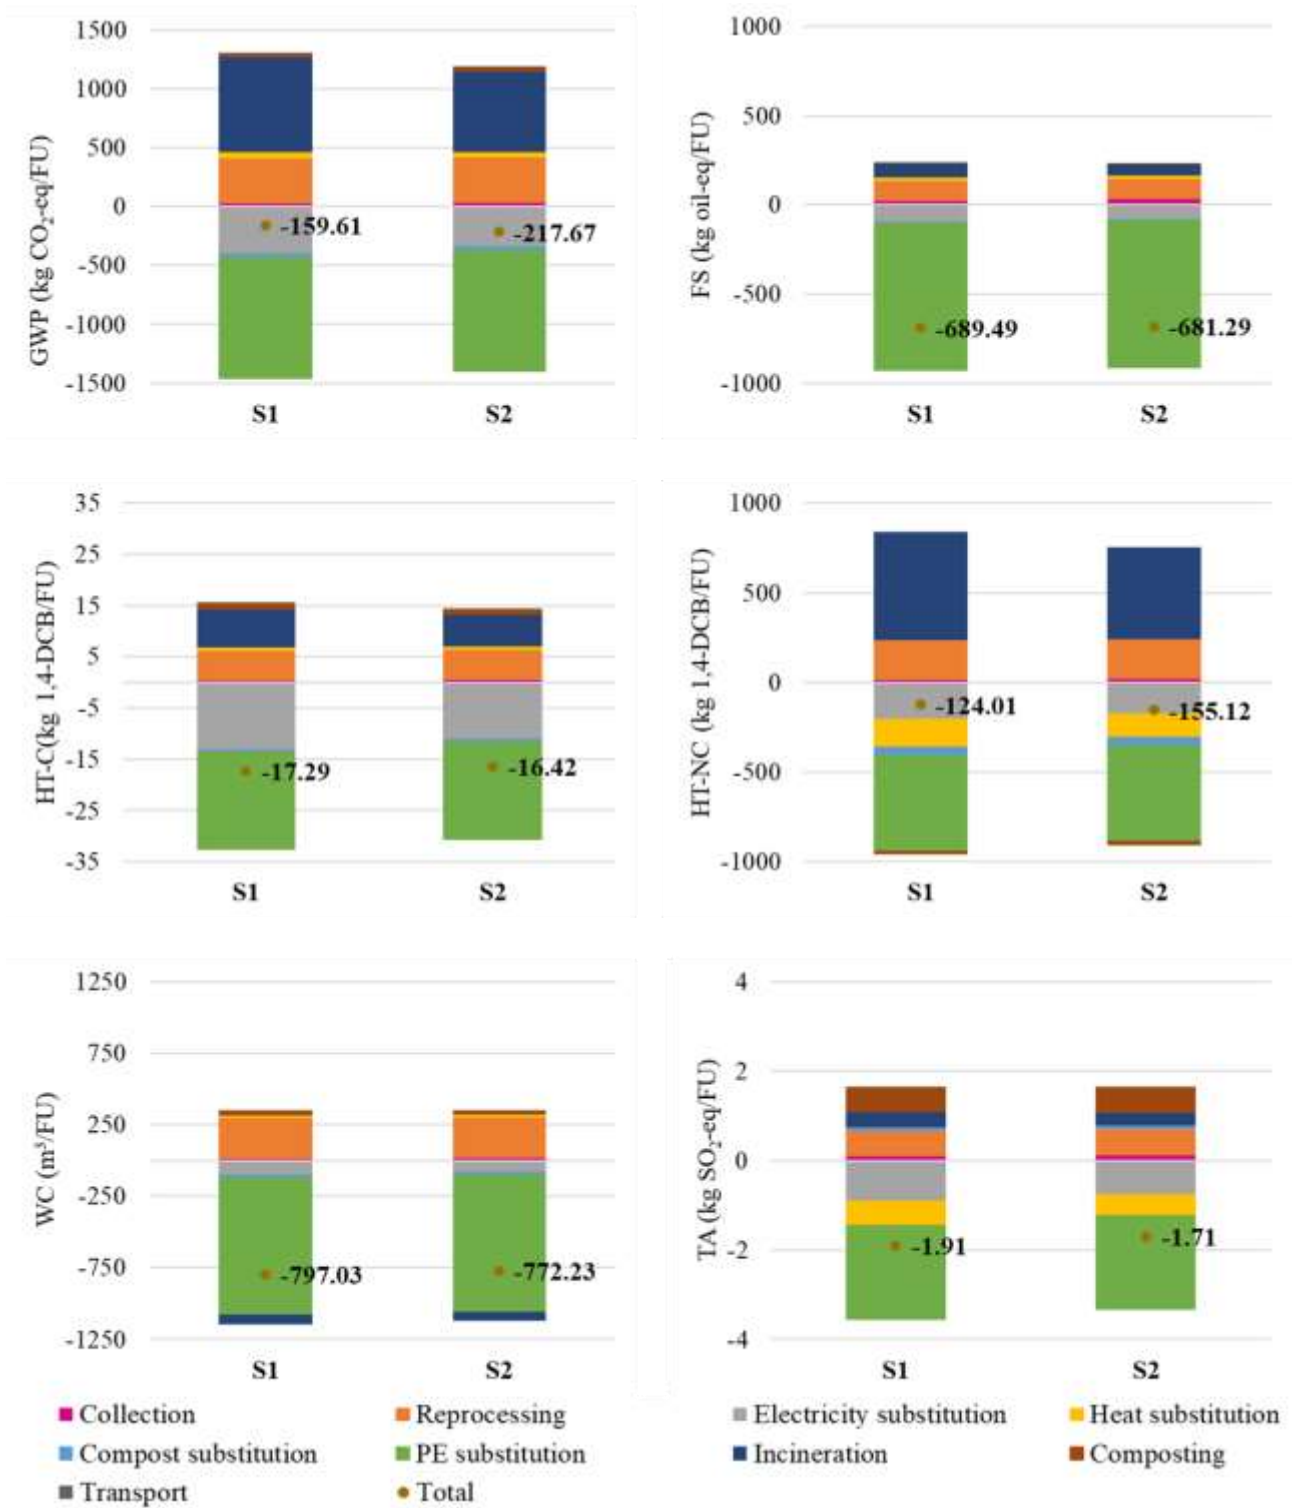 1500
1000
500
0
-500
-1000
-1500
GWP (kg CO₂-eq/FU)
-159.61
-217.67
S1
S2
1000
500
0
-500
-1000
FS (kg oil-eq/FU)
-689.49
-681.29
S1
S2
35
25
15
5
-5
-15
-25
-35
HT-C(kg 1,4-DCB/FU)
-17.29
-16.42
S1
S2
1000
500
0
-500
-1000
HT-NC (kg 1,4-DCB/FU)
-124.01
-155.12
S1
S2
1250
750
250
-250
-750
-1250
WC (m³/FU)
-797.03
-772.23
S1
S2
4
2
0
-2
-4
TA (kg SO₂-eq/FU)
-1.91
-1.71
S1
S2
Collection
Reprocessing
Electricity substitution
Heat substitution
Compost substitution
PE substitution
Incineration
Composting
Transport
Total